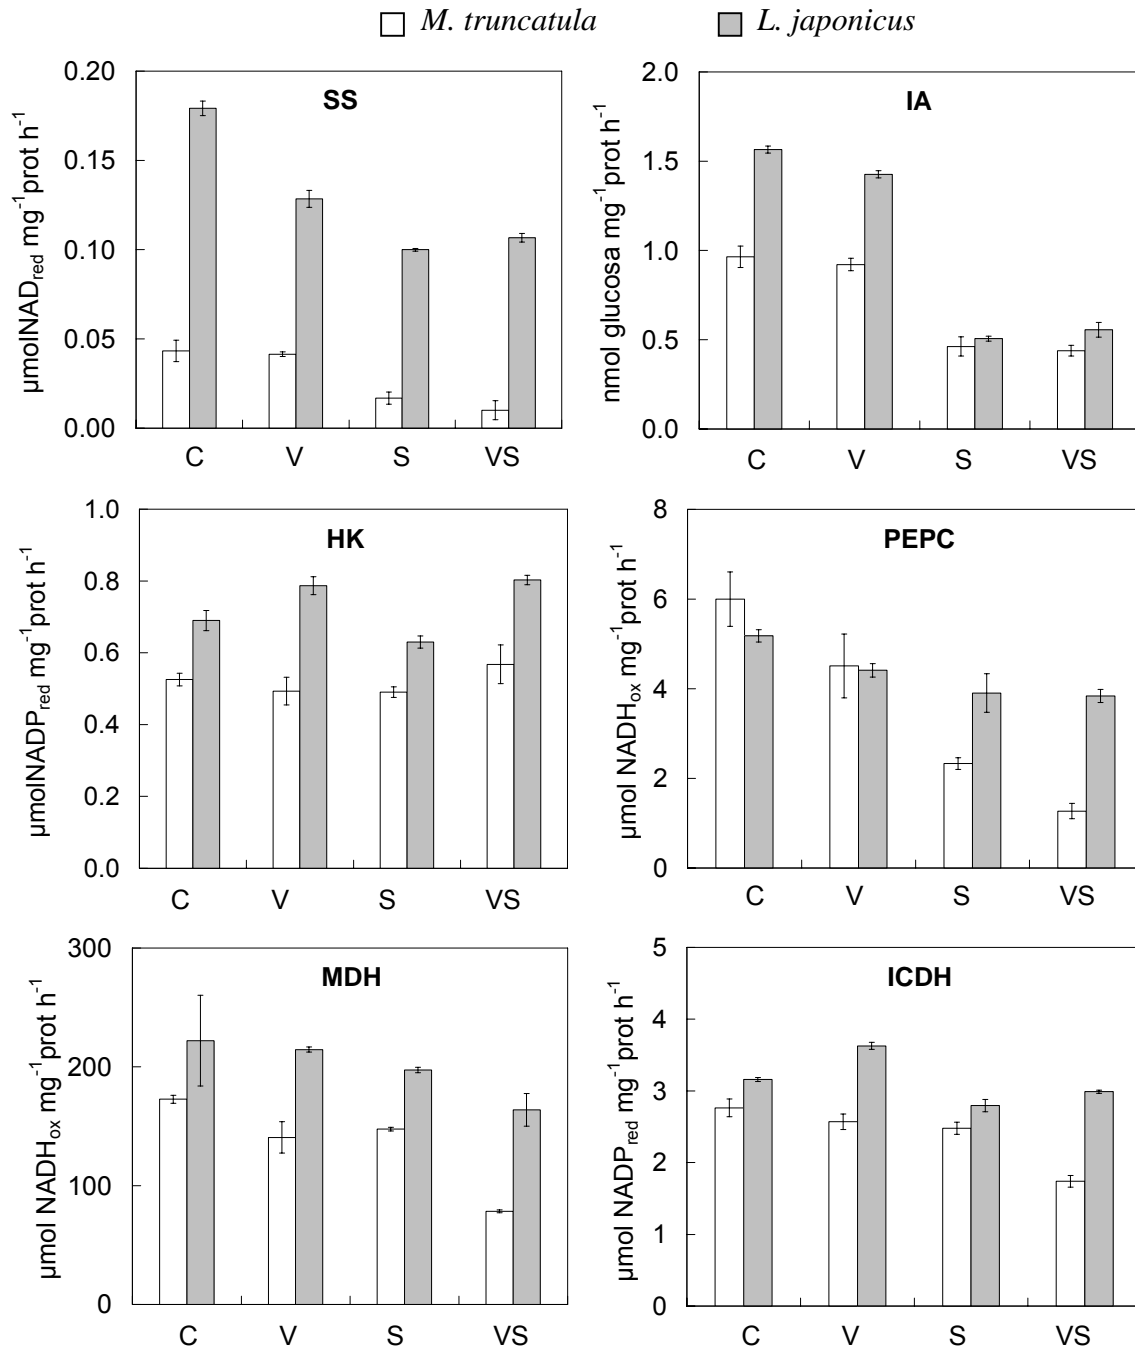 M. truncatula L. japonicus
SS
µmolNADred mg-1prot h-1
0.20
0.15
0.10
0.05
0.00
C V S VS
IA
nmol glucosa mg-1prot h-1
2.0
1.5
1.0
0.5
0.0
C V S VS
HK
µmolNADPred mg-1prot h-1
1.0
0.8
0.6
0.4
0.2
0.0
C V S VS
PEPC
µmol NADHox mg-1prot h-1
8
6
4
2
0
C V S VS
MDH
µmol NADHox mg-1prot h-1
300
200
100
0
C V S VS
ICDH
µmol NADPred mg-1prot h-1
5
4
3
2
1
0
C V S VS